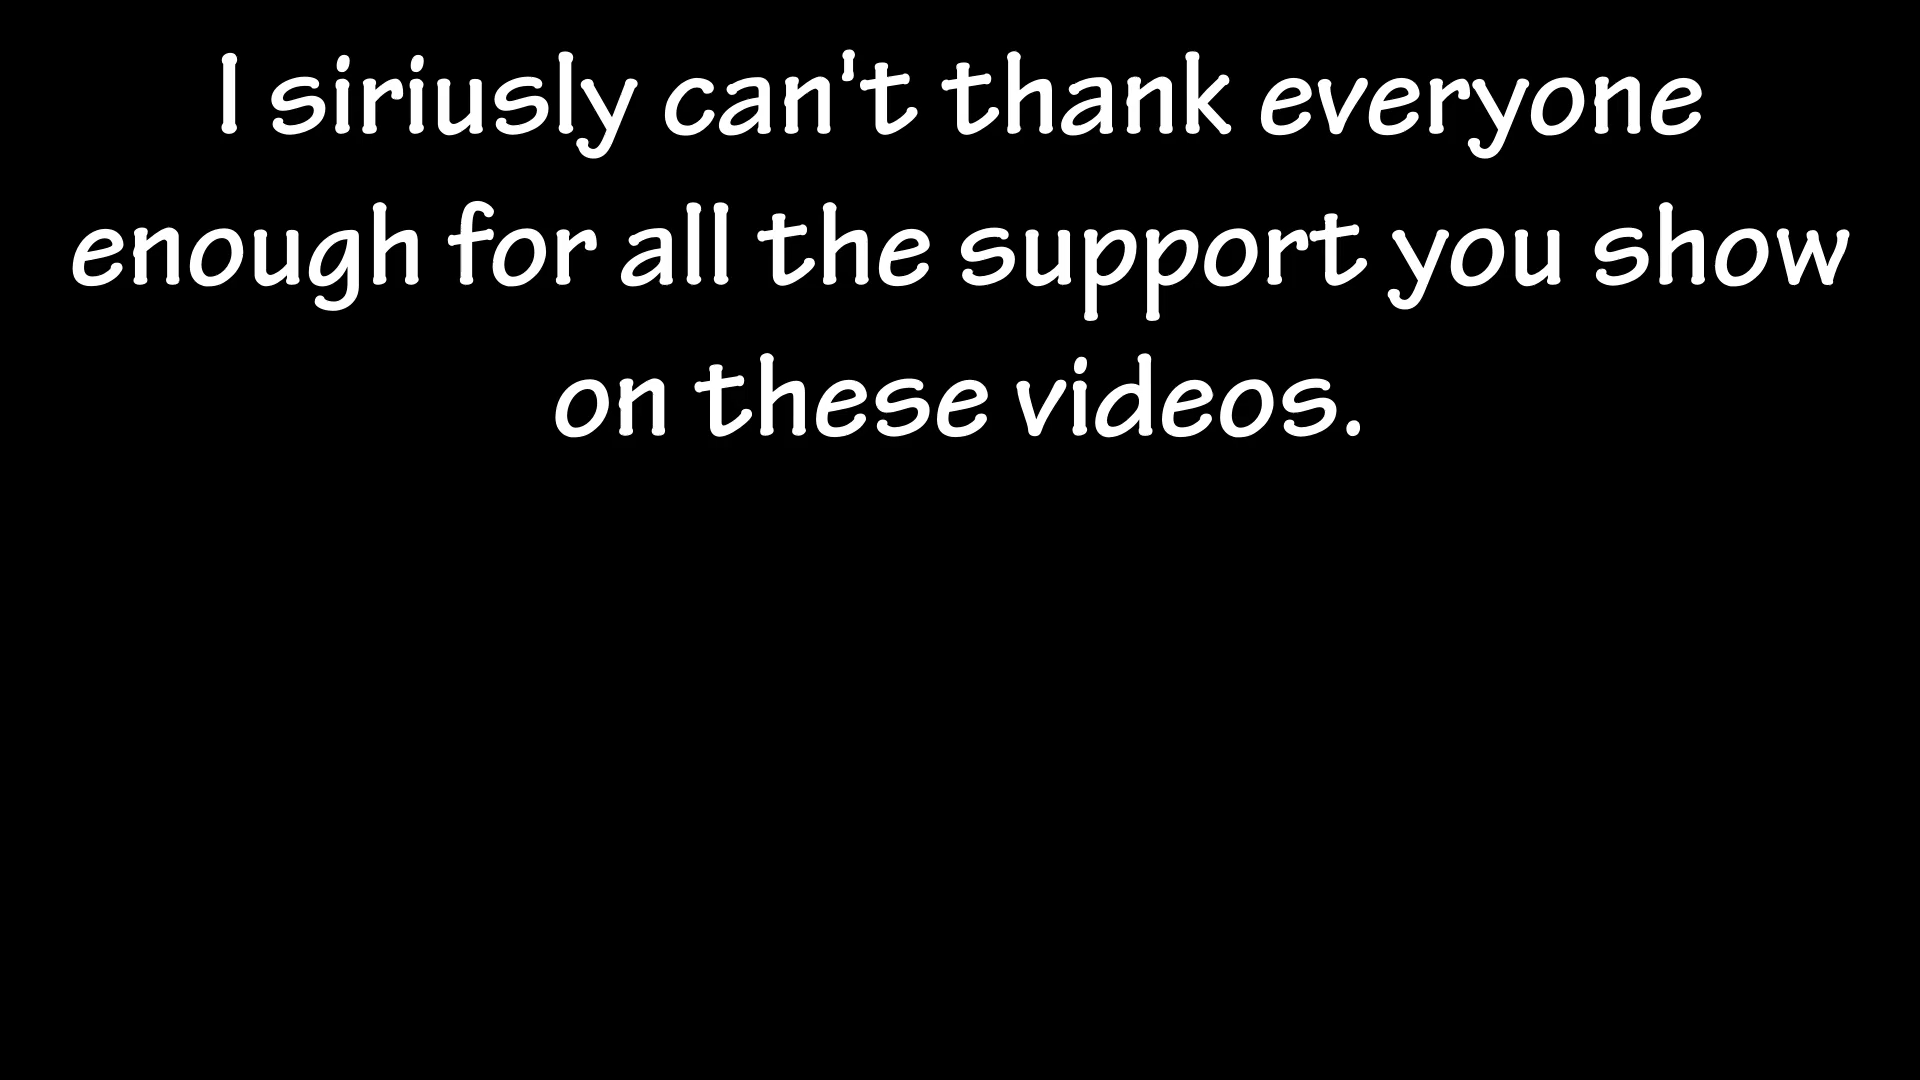 I siriusly can't thank everyone
enough for all the support you show
on these videos.